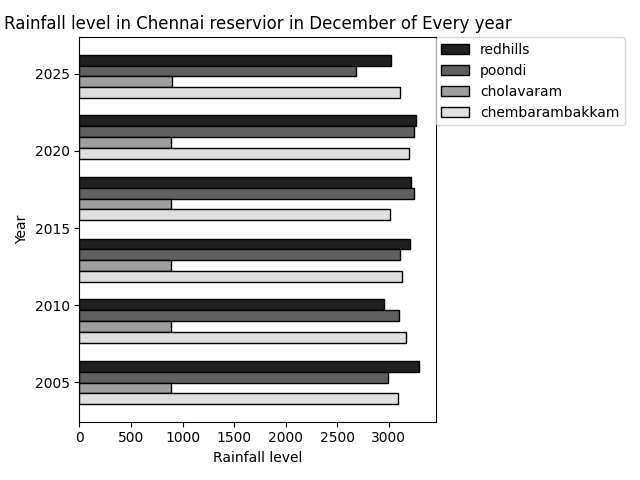 Rainfall level in Chennai reservior in December of Every year
redhills
poondi
cholavaram
chembarambakkam
2025
2020
2015
2010
2005
Year
0 500 1000 1500 2000 2500 3000
Rainfall level